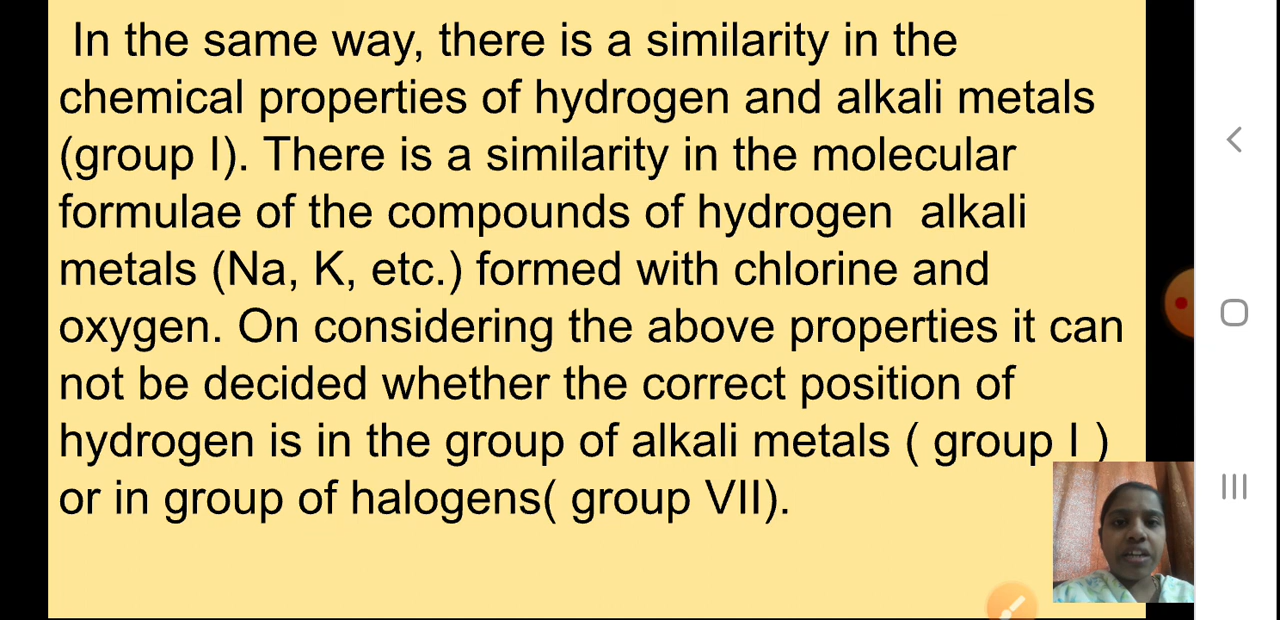 In the same way, there is a similarity in the
chemical properties of hydrogen and alkali metals
(group I). There is a similarity in the molecular
formulae of the compounds of hydrogen  alkali
metals (Na, K, etc.) formed with chlorine and
oxygen. On considering the above properties it can
not be decided whether the correct position of
hydrogen is in the group of alkali metals ( group I )
or in group of halogens( group VII).